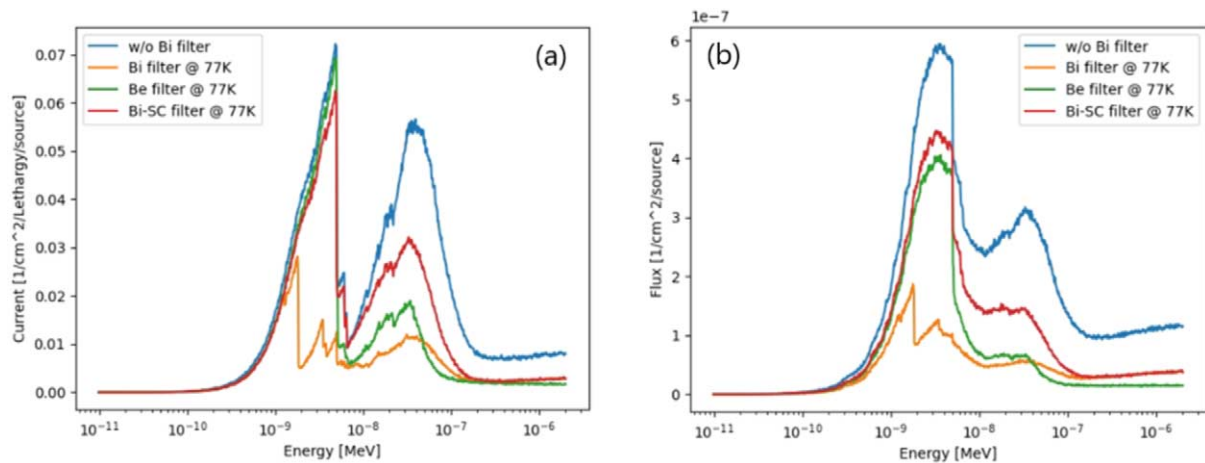 (a)
w/o Bi filter
Bi filter @ 77K
Be filter @ 77K
Bi-SC filter @ 77K
Current [1/cm^2/Lethargy/source]
0.07
0.06
0.05
0.04
0.03
0.02
0.01
0.00
10^-11 10^-10 10^-9 10^-8 10^-7 10^-6
Energy [MeV]
1e-7
(b)
w/o Bi filter
Bi filter @ 77K
Be filter @ 77K
Bi-SC filter @ 77K
Flux [1/cm^2/source]
6
5
4
3
2
1
0
10^-11 10^-10 10^-9 10^-8 10^-7 10^-6
Energy [MeV]